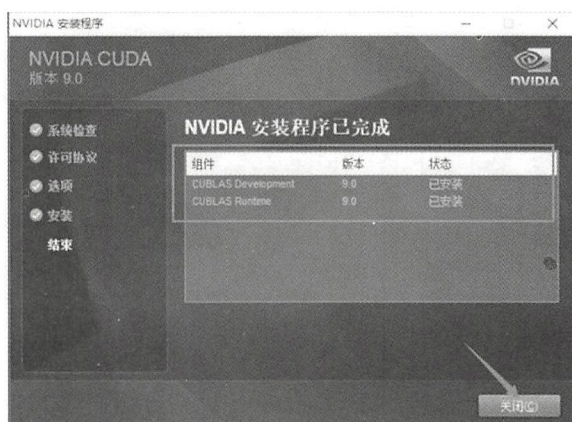 NVIDIA 安装程序
NVIDIA CUDA
版本 9.0
NVIDIA
系统检查
许可协议
选项
安装
结束
NVIDIA 安装程序已完成
组件 版本 状态
CUBLAS Development 9.0 已安装
CUBLAS Runtime 9.0 已安装
关闭(C)